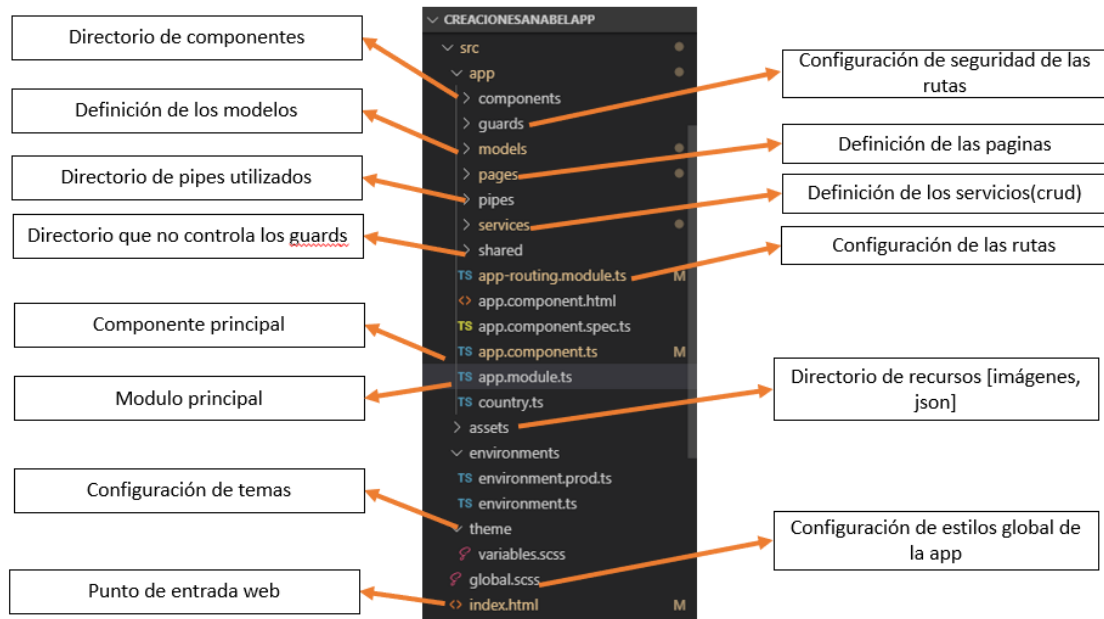 Directorio de componentes
Definición de los modelos
Directorio de pipes utilizados
Directorio que no controla los guards
Componente principal
Modulo principal
Configuración de temas
Punto de entrada web
CREACIONESANABELAPP
src
app
components
guards
models
pages
pipes
services
shared
TS app-routing.module.ts M
<> app.component.html
TS app.component.spec.ts
TS app.component.ts M
TS app.module.ts
TS country.ts
assets
environments
TS environment.prod.ts
TS environment.ts
theme
variables.scss
global.scss
<> index.html M
Configuración de seguridad de las
rutas
Definición de las paginas
Definición de los servicios(crud)
Configuración de las rutas
Directorio de recursos [imágenes,
json]
Configuración de estilos global de
la app